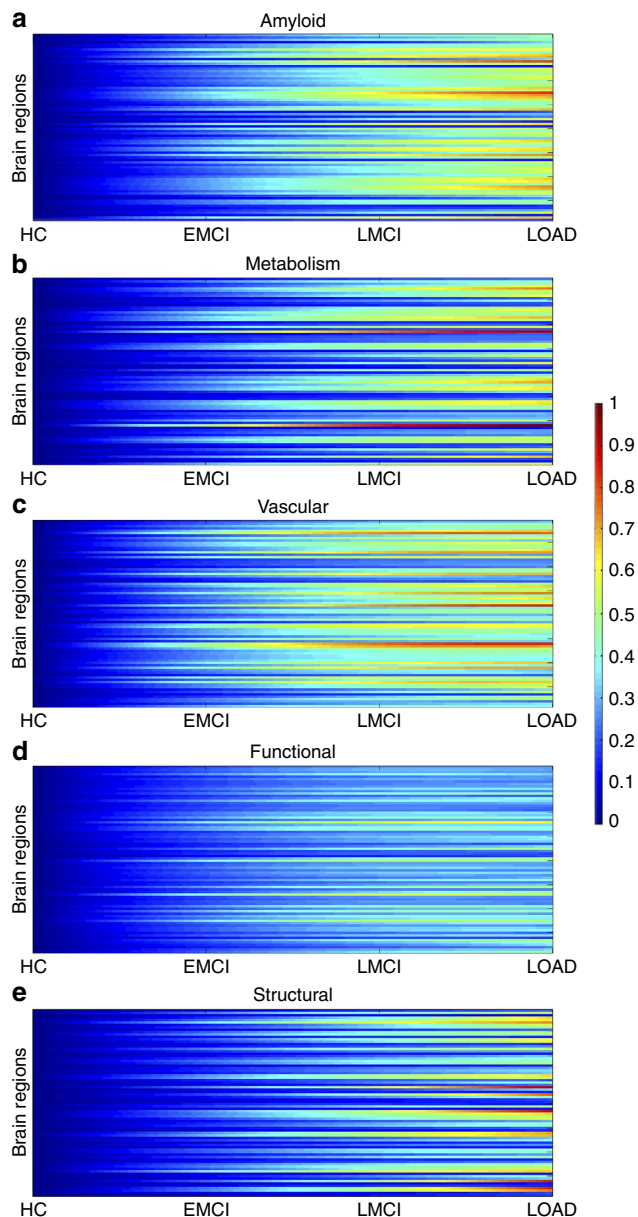 a
Amyloid
Brain regions
HC EMCI LMCI LOAD
b
Metabolism
Brain regions
HC EMCI LMCI LOAD
c
Vascular
Brain regions
HC EMCI LMCI LOAD
d
Functional
Brain regions
HC EMCI LMCI LOAD
e
Structural
Brain regions
HC EMCI LMCI LOAD
1
0.9
0.8
0.7
0.6
0.5
0.4
0.3
0.2
0.1
0